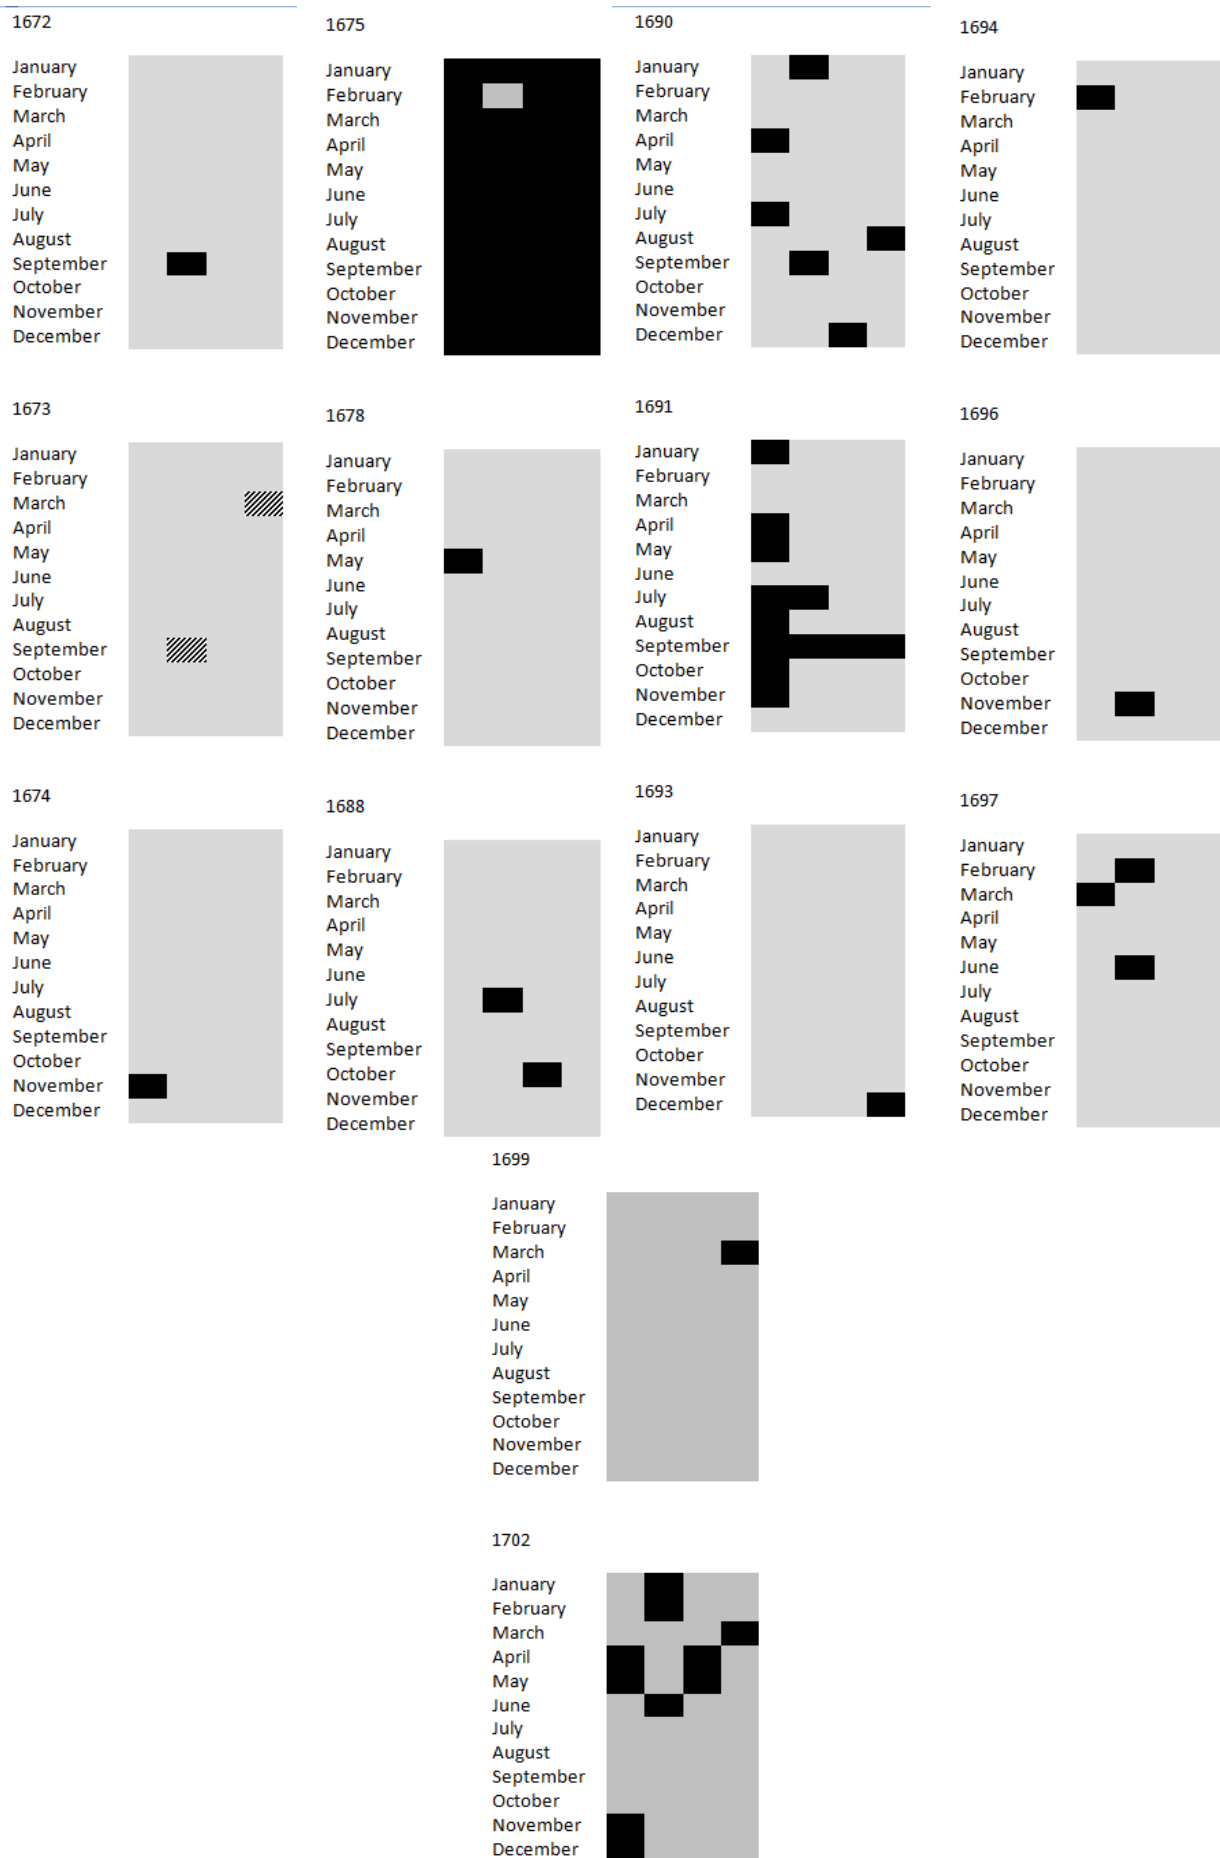 1672
January
February
March
April
May
June
July
August
September
October
November
December
1675
January
February
March
April
May
June
July
August
September
October
November
December
1690
January
February
March
April
May
June
July
August
September
October
November
December
1694
January
February
March
April
May
June
July
August
September
October
November
December
1673
January
February
March
April
May
June
July
August
September
October
November
December
1678
January
February
March
April
May
June
July
August
September
October
November
December
1691
January
February
March
April
May
June
July
August
September
October
November
December
1696
January
February
March
April
May
June
July
August
September
October
November
December
1674
January
February
March
April
May
June
July
August
September
October
November
December
1688
January
February
March
April
May
June
July
August
September
October
November
December
1693
January
February
March
April
May
June
July
August
September
October
November
December
1697
January
February
March
April
May
June
July
August
September
October
November
December
1699
January
February
March
April
May
June
July
August
September
October
November
December
1702
January
February
March
April
May
June
July
August
September
October
November
December